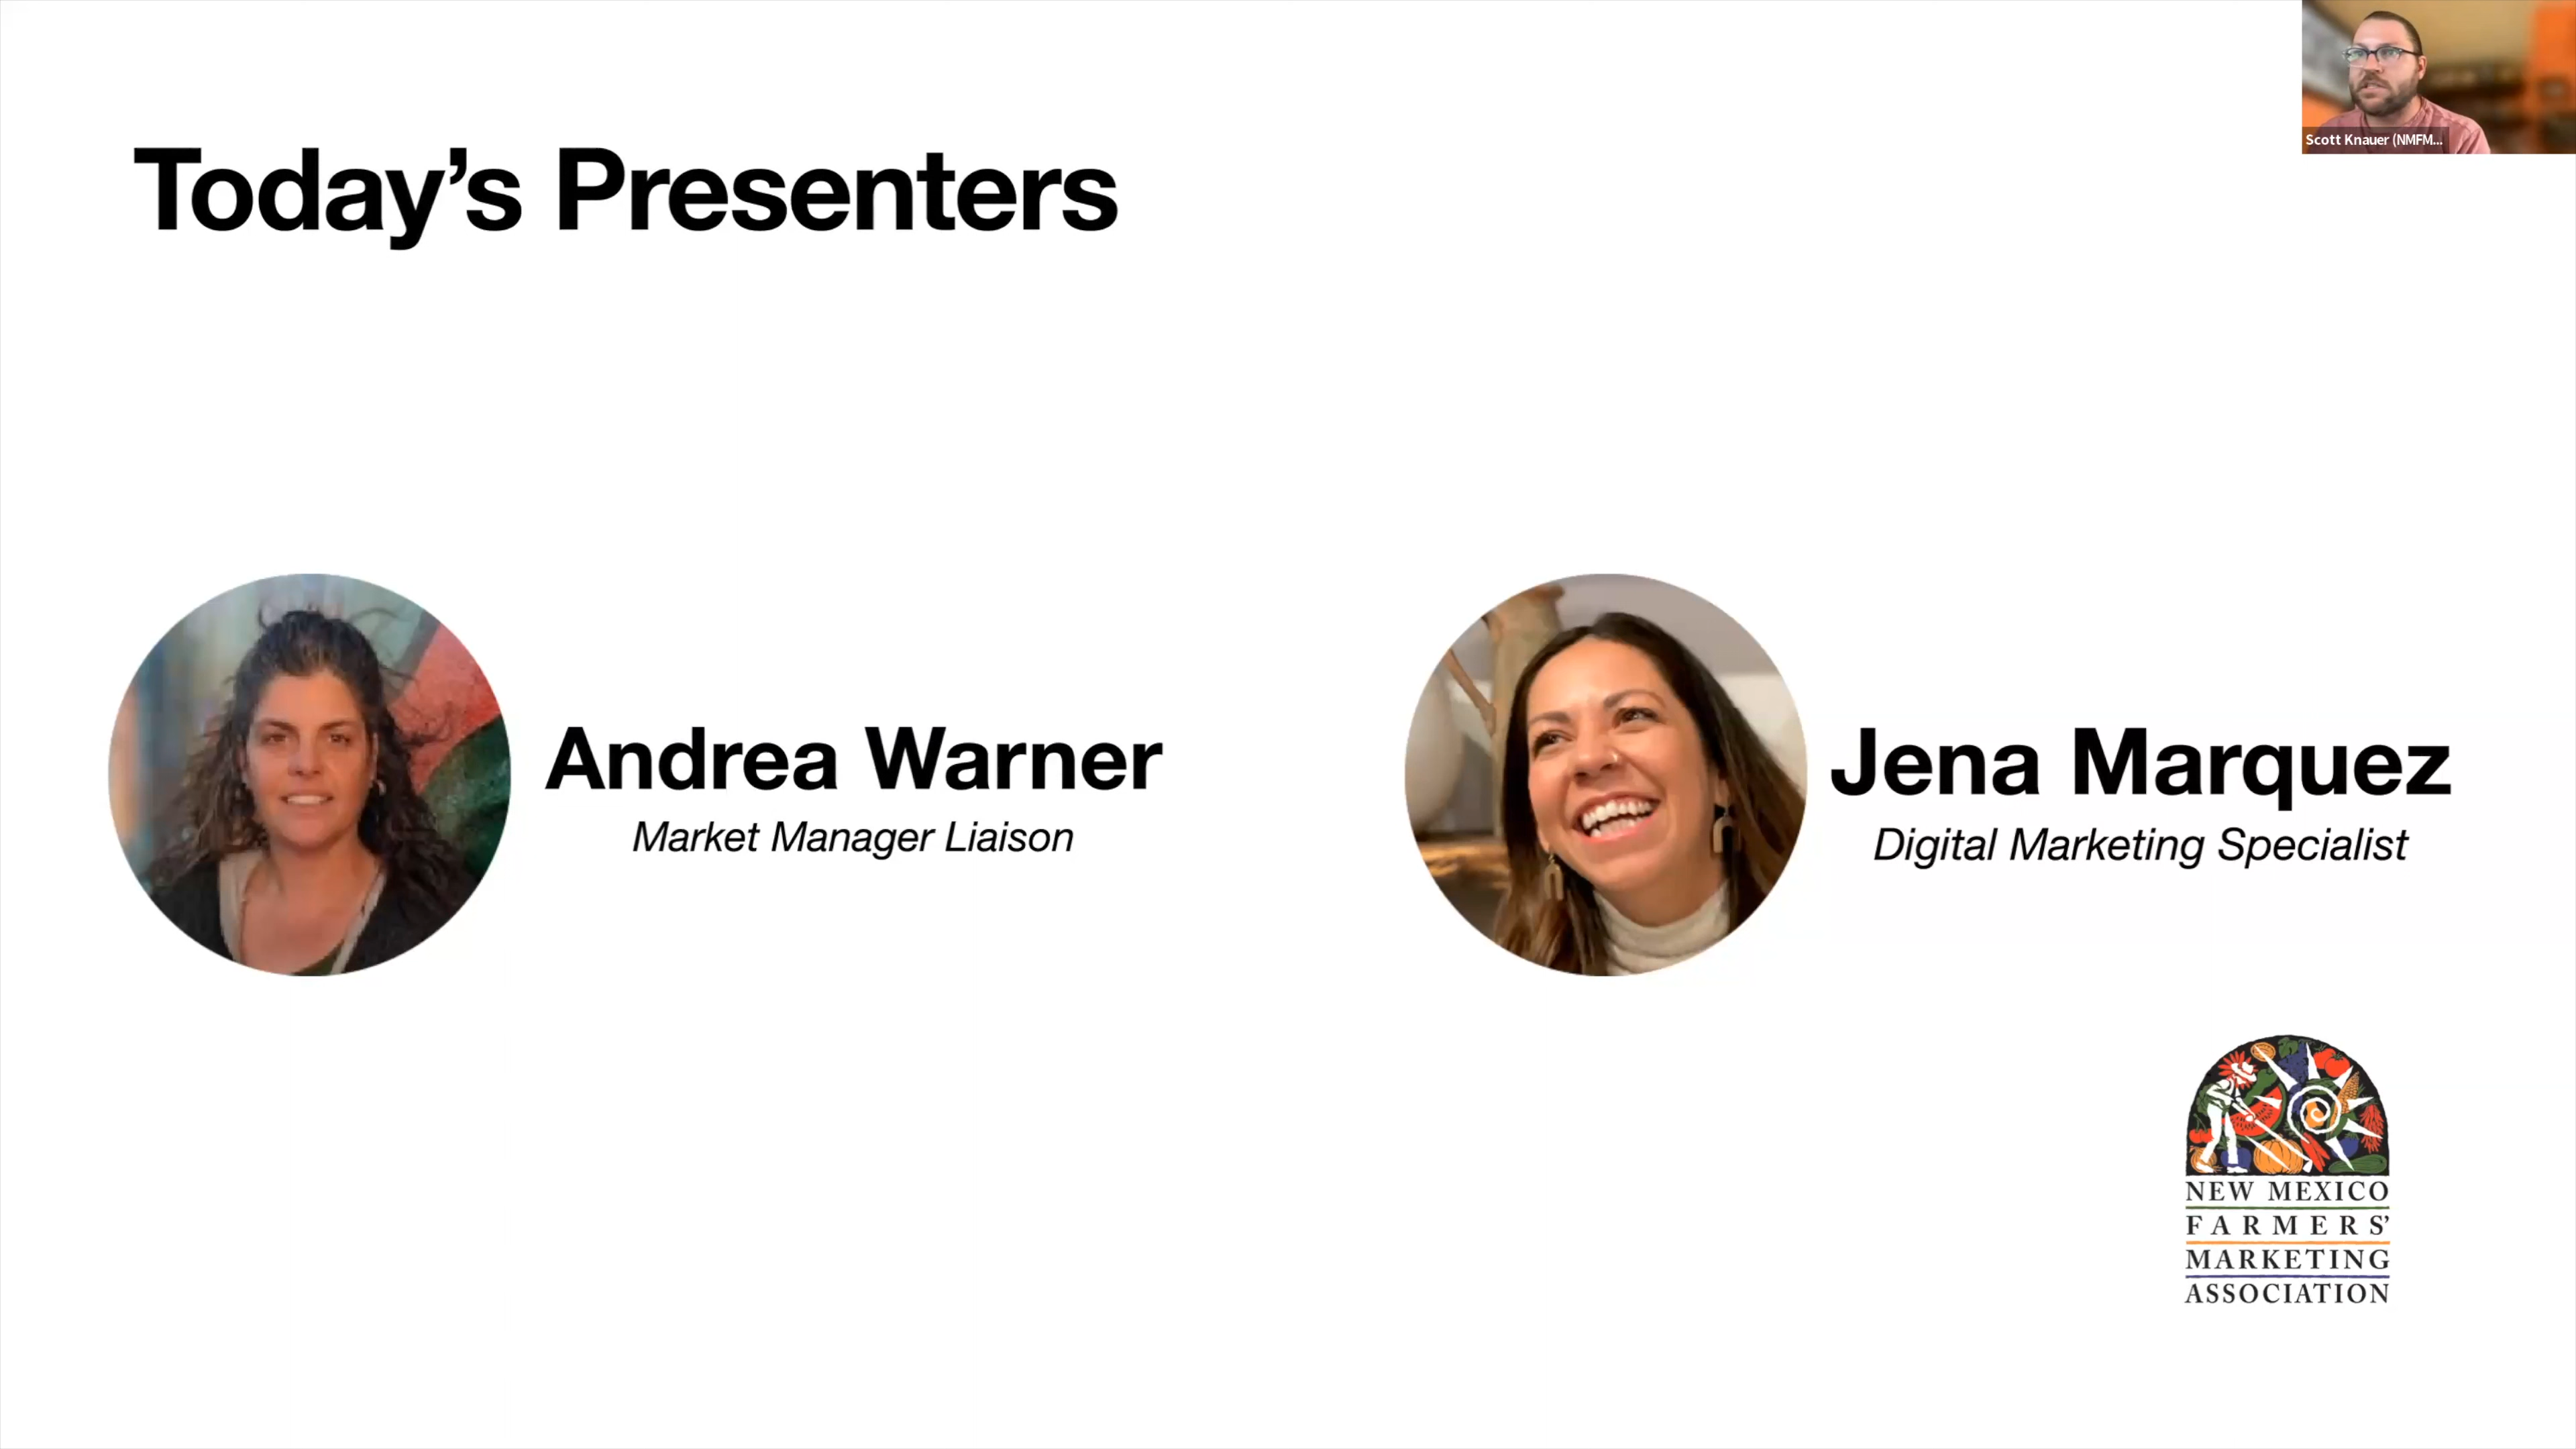 Today’s Presenters
Scott Knauer (NMFM...
Andrea Warner
Market Manager Liaison
Jena Marquez
Digital Marketing Specialist
NEW MEXICO
FARMERS’
MARKETING
ASSOCIATION